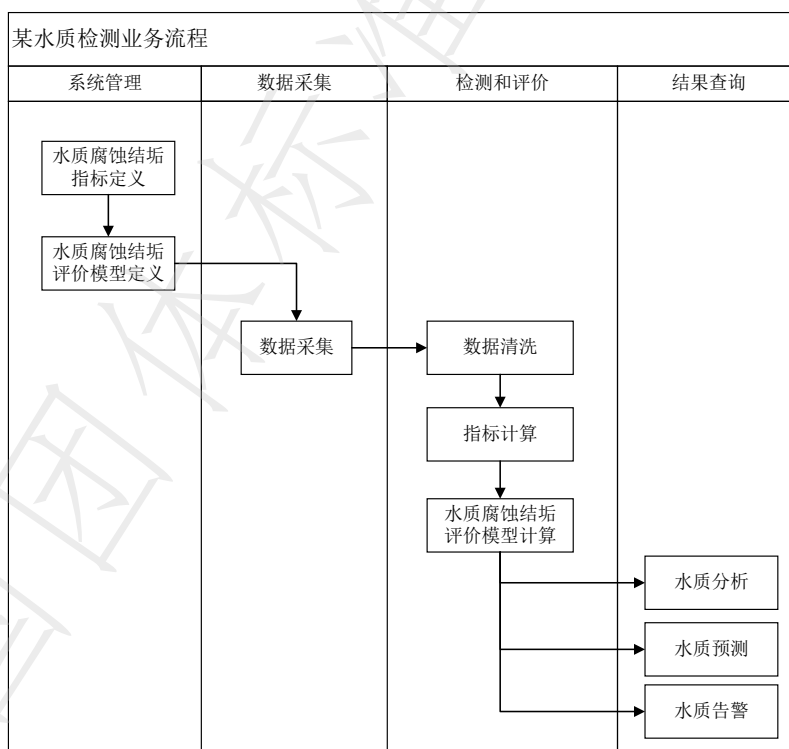 某水质检测业务流程
系统管理
数据采集
检测和评价
结果查询
水质腐蚀结垢
指标定义
水质腐蚀结垢
评价模型定义
数据采集
数据清洗
指标计算
水质腐蚀结垢
评价模型计算
水质分析
水质预测
水质告警
团体标准